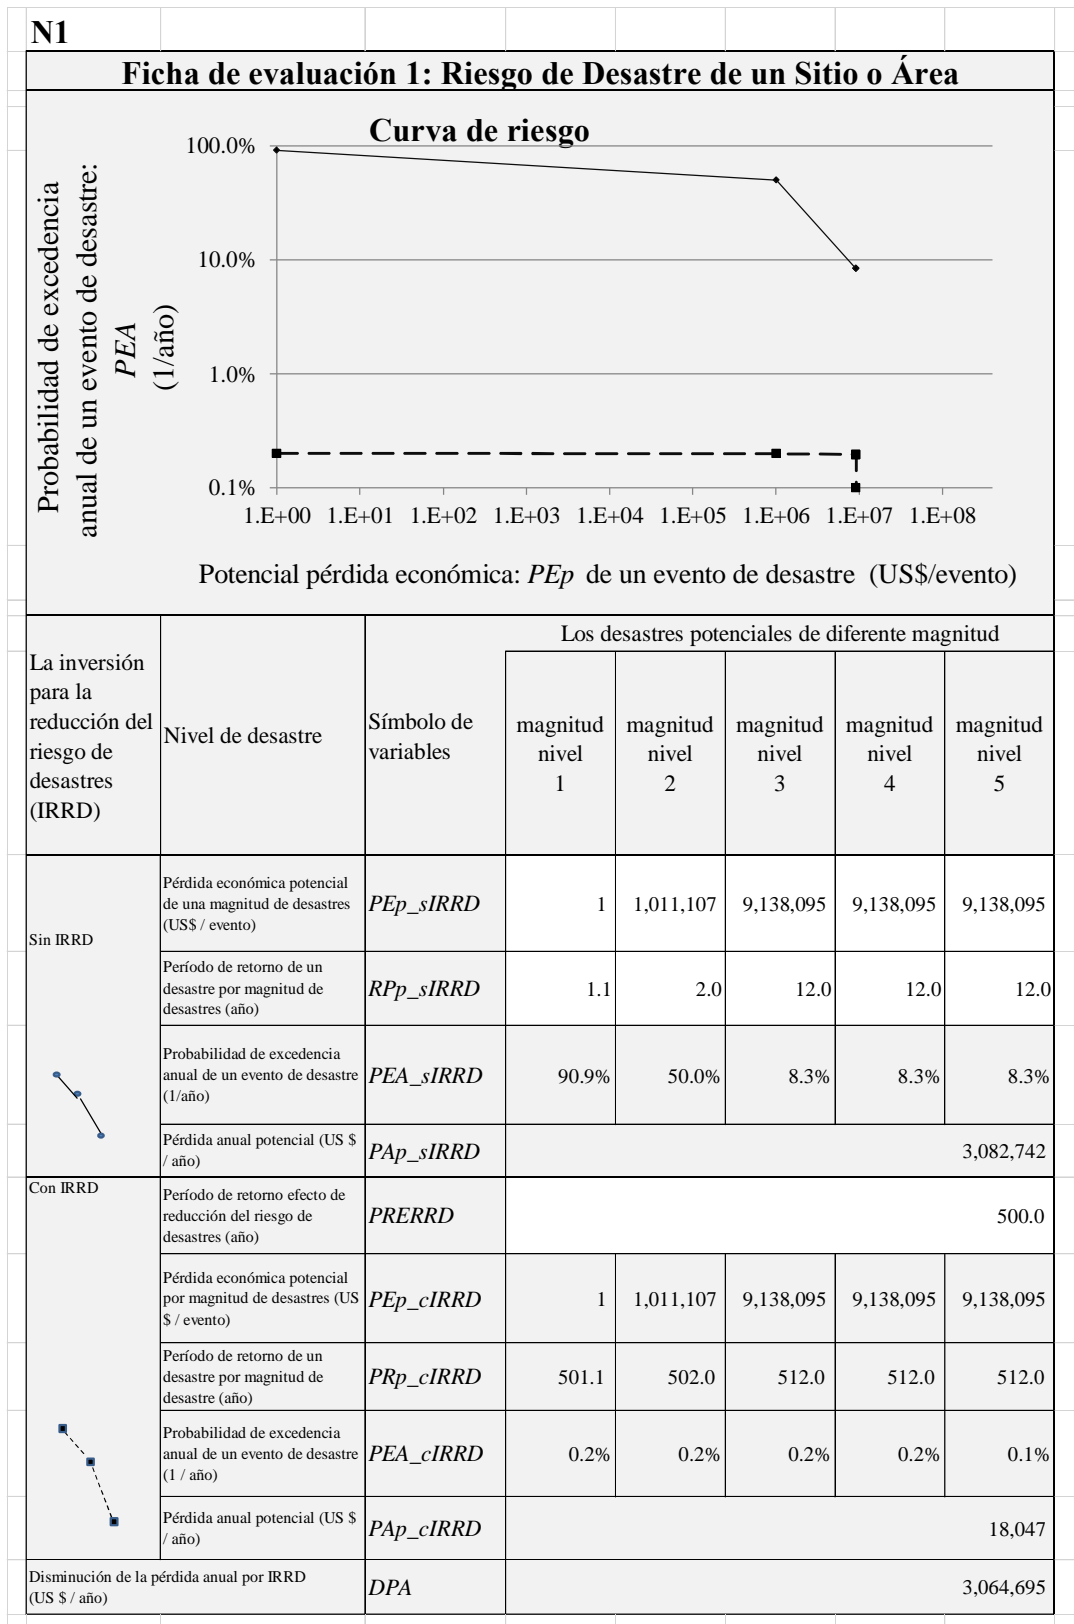 N1
Ficha de evaluación 1: Riesgo de Desastre de un Sitio o Área
Curva de riesgo
Probabilidad de excedencia
anual de un evento de desastre:
PEA
(1/año)
100.0%
10.0%
1.0%
0.1%
1.E+00 1.E+01 1.E+02 1.E+03 1.E+04 1.E+05 1.E+06 1.E+07 1.E+08
Potencial pérdida económica: PEp de un evento de desastre (US$/evento)
La inversión
para la
reducción del
riesgo de
desastres
(IRRD)
Nivel de desastre
Símbolo de
variables
Los desastres potenciales de diferente magnitud
magnitud
nivel
1
magnitud
nivel
2
magnitud
nivel
3
magnitud
nivel
4
magnitud
nivel
5
Sin IRRD
Pérdida económica potencial
de una magnitud de desastres
(US$ / evento)
PEp_sIRRD
1 1,011,107 9,138,095 9,138,095 9,138,095
Período de retorno de un
desastre por magnitud de
desastres (año)
RPp_sIRRD
1.1 2.0 12.0 12.0 12.0
Probabilidad de excedencia
anual de un evento de desastre
(1/año)
PEA_sIRRD
90.9% 50.0% 8.3% 8.3% 8.3%
Pérdida anual potencial (US $
/ año)
PAp_sIRRD
3,082,742
Con IRRD
Período de retorno efecto de
reducción del riesgo de
desastres (año)
PRERRD
500.0
Pérdida económica potencial
por magnitud de desastres (US
$ / evento)
PEp_cIRRD
1 1,011,107 9,138,095 9,138,095 9,138,095
Período de retorno de un
desastre por magnitud de
desastre (año)
PRp_cIRRD
501.1 502.0 512.0 512.0 512.0
Probabilidad de excedencia
anual de un evento de desastre
(1 / año)
PEA_cIRRD
0.2% 0.2% 0.2% 0.2% 0.1%
Pérdida anual potencial (US $
/ año)
PAp_cIRRD
18,047
Disminución de la pérdida anual por IRRD
(US $ / año)
DPA
3,064,695